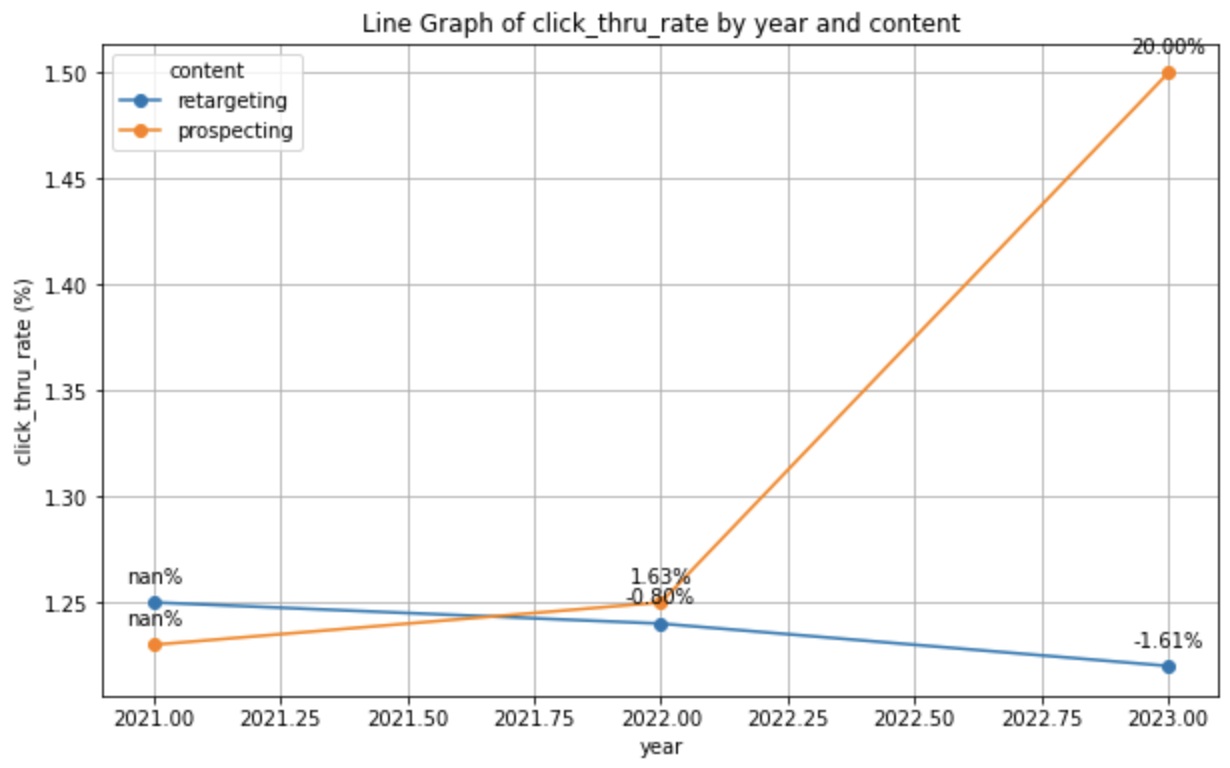 Line Graph of click_thru_rate by year and content
20.00%
content
retargeting
prospecting
1.50
1.45
1.40
1.35
1.30
1.25
click_thru_rate (%)
nan%
nan%
1.63%
-0.80%
-1.61%
2021.00 2021.25 2021.50 2021.75 2022.00 2022.25 2022.50 2022.75 2023.00
year